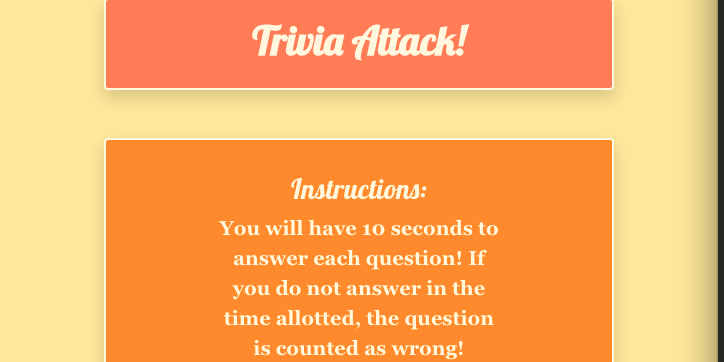 Trivia Attack!
Instructions:
You will have 10 seconds to
answer each question! If
you do not answer in the
time allotted, the question
is counted as wrong!